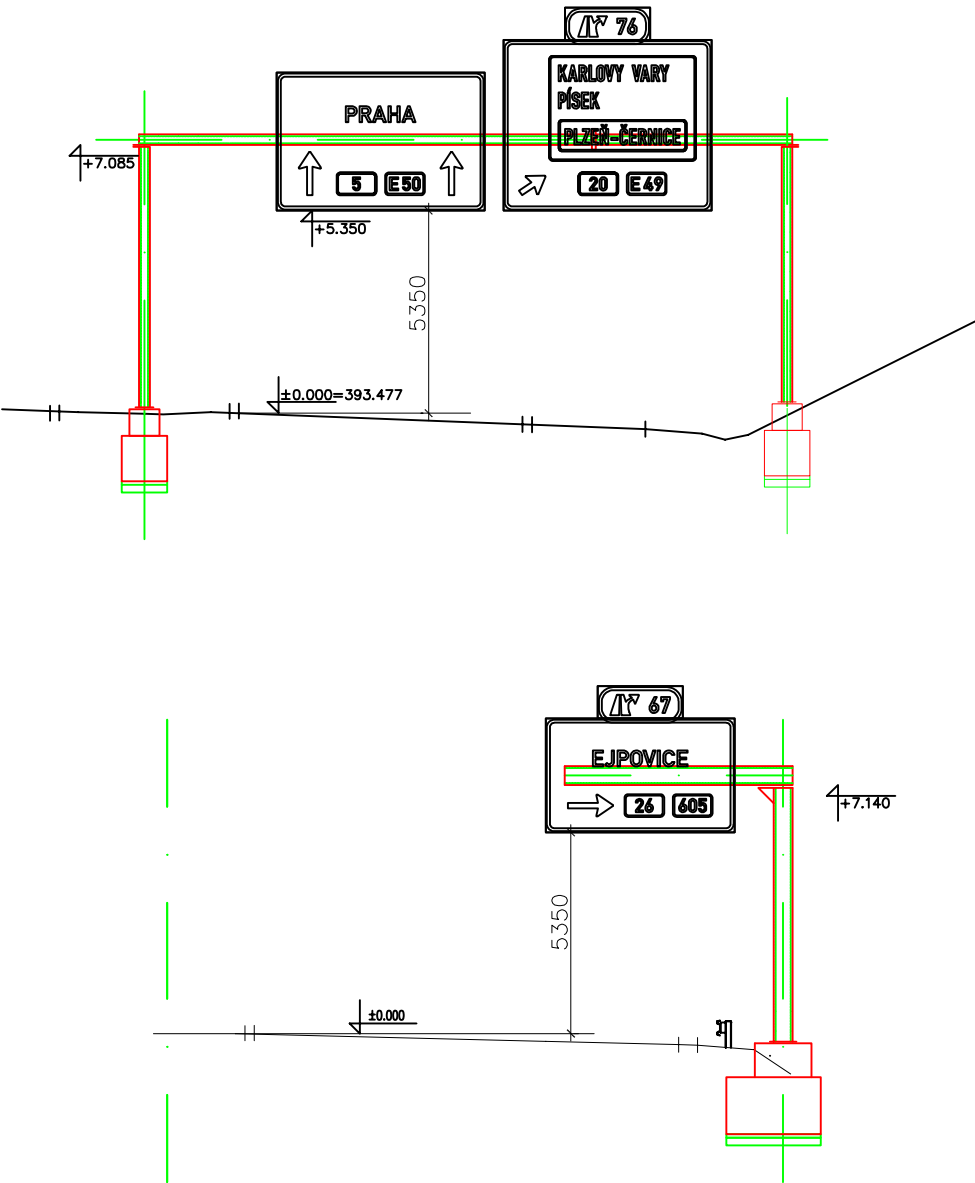 76
KARLOVY VARY
PÍSEK
PLZEŇ-ČERNICE
20 E49
PRAHA
5 E50
+7.085
+5.350
5350
±0.000=393.477
67
EJPOVICE
26 605
+7.140
5350
±0.000